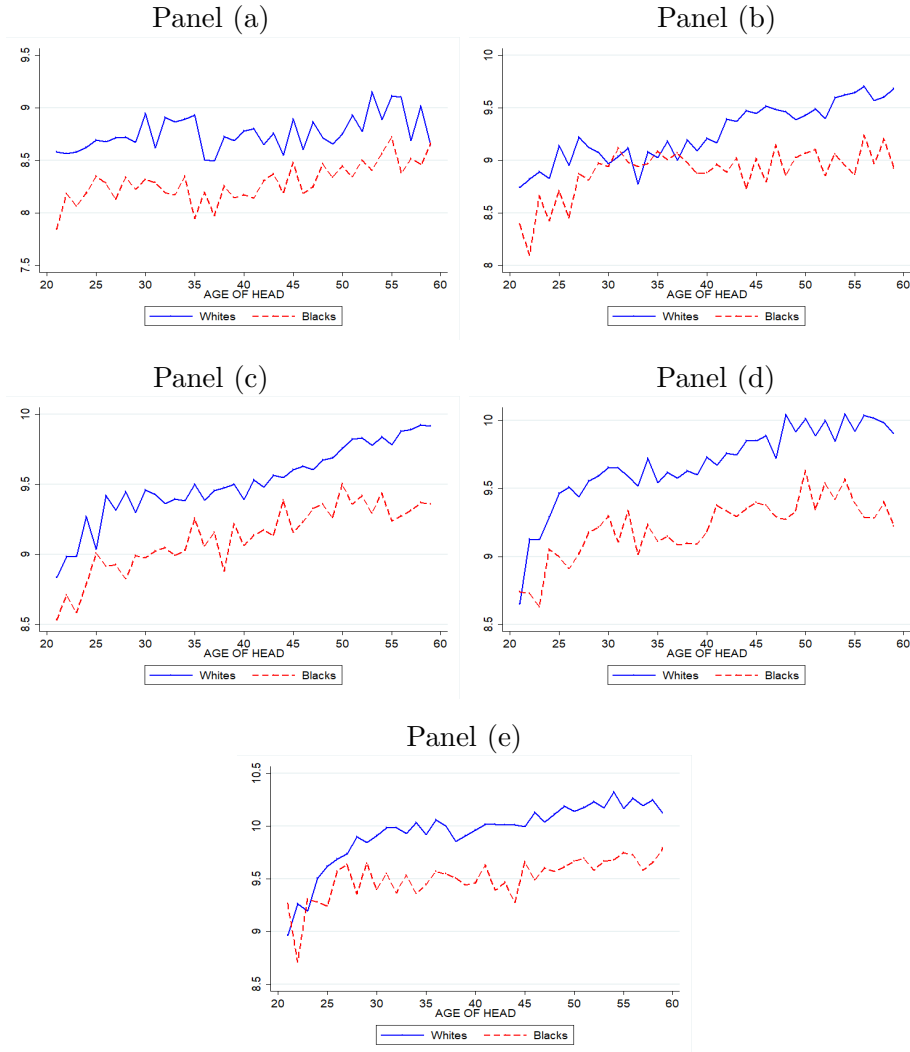 Panel (a)
Panel (b)
9.5
9
8.5
8
7.5
20 25 30 35 40 45 50 55 60
AGE OF HEAD
Whites Blacks
10
9.5
9
8.5
8
20 25 30 35 40 45 50 55 60
AGE OF HEAD
Whites Blacks
Panel (c)
Panel (d)
10
9.5
9
8.5
20 25 30 35 40 45 50 55 60
AGE OF HEAD
Whites Blacks
10
9.5
9
8.5
20 25 30 35 40 45 50 55 60
AGE OF HEAD
Whites Blacks
Panel (e)
10.5
10
9.5
9
8.5
20 25 30 35 40 45 50 55 60
AGE OF HEAD
Whites Blacks